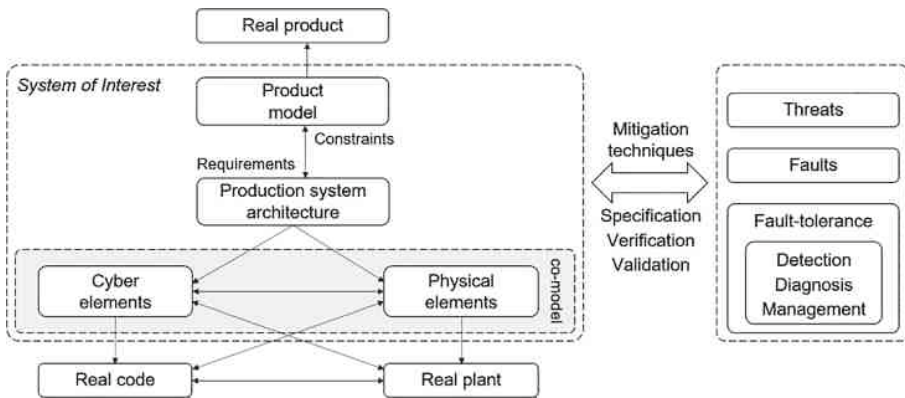 Real product
System of Interest
Product
model
Constraints
Requirements
Production system
architecture
Cyber
elements
Physical
elements
co-model
Real code
Real plant
Mitigation
techniques
Specification
Verification
Validation
Threats
Faults
Fault-tolerance
Detection
Diagnosis
Management